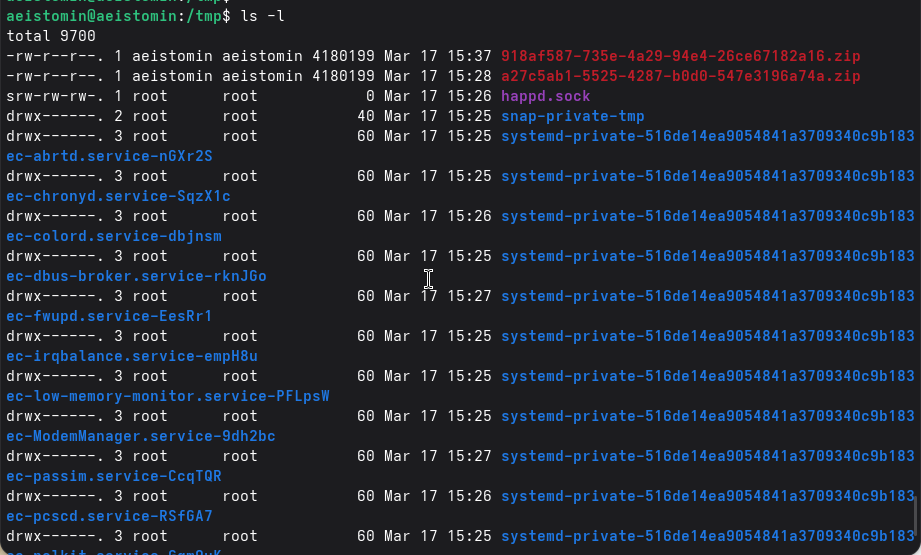 aeistomin@aeistomin:/tmp$ ls -l
total 9700
-rw-r--r--. 1 aeistomin aeistomin 4180199 Mar 17 15:37 918af587-735e-4a29-94e4-26ce67182a16.zip
-rw-r--r--. 1 aeistomin aeistomin 4180199 Mar 17 15:28 a27c5ab1-5525-4287-b0d0-547e3196a74a.zip
srw-rw-rw-. 1 root      root            0 Mar 17 15:26 happd.sock
drwx------. 2 root      root           40 Mar 17 15:25 snap-private-tmp
drwx------. 3 root      root           60 Mar 17 15:25 systemd-private-516de14ea9054841a3709340c9b183
ec-abrtd.service-nGXr2S
drwx------. 3 root      root           60 Mar 17 15:25 systemd-private-516de14ea9054841a3709340c9b183
ec-chronyd.service-SqzX1c
drwx------. 3 root      root           60 Mar 17 15:26 systemd-private-516de14ea9054841a3709340c9b183
ec-colord.service-dbjnsm
drwx------. 3 root      root           60 Mar 17 15:25 systemd-private-516de14ea9054841a3709340c9b183
ec-dbus-broker.service-rknJGo
drwx------. 3 root      root           60 Mar 17 15:27 systemd-private-516de14ea9054841a3709340c9b183
ec-fwupd.service-EesRr1
drwx------. 3 root      root           60 Mar 17 15:25 systemd-private-516de14ea9054841a3709340c9b183
ec-irqbalance.service-empH8u
drwx------. 3 root      root           60 Mar 17 15:25 systemd-private-516de14ea9054841a3709340c9b183
ec-low-memory-monitor.service-PFLpsW
drwx------. 3 root      root           60 Mar 17 15:25 systemd-private-516de14ea9054841a3709340c9b183
ec-ModemManager.service-9dh2bc
drwx------. 3 root      root           60 Mar 17 15:27 systemd-private-516de14ea9054841a3709340c9b183
ec-passim.service-CcqTQR
drwx------. 3 root      root           60 Mar 17 15:26 systemd-private-516de14ea9054841a3709340c9b183
ec-pcscd.service-RSfGA7
drwx------. 3 root      root           60 Mar 17 15:25 systemd-private-516de14ea9054841a3709340c9b183